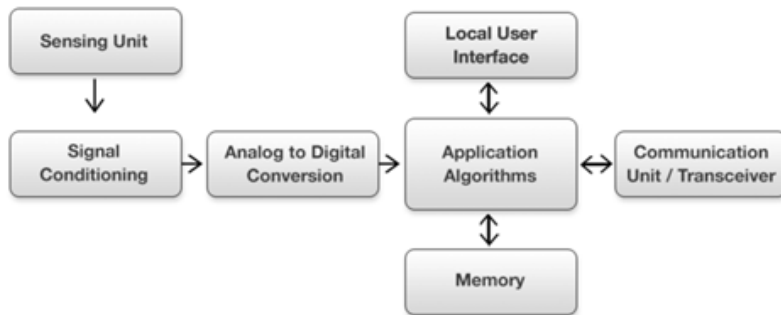 Sensing Unit
Local User
Interface
Signal
Conditioning
Analog to Digital
Conversion
Application
Algorithms
Communication
Unit / Transceiver
Memory